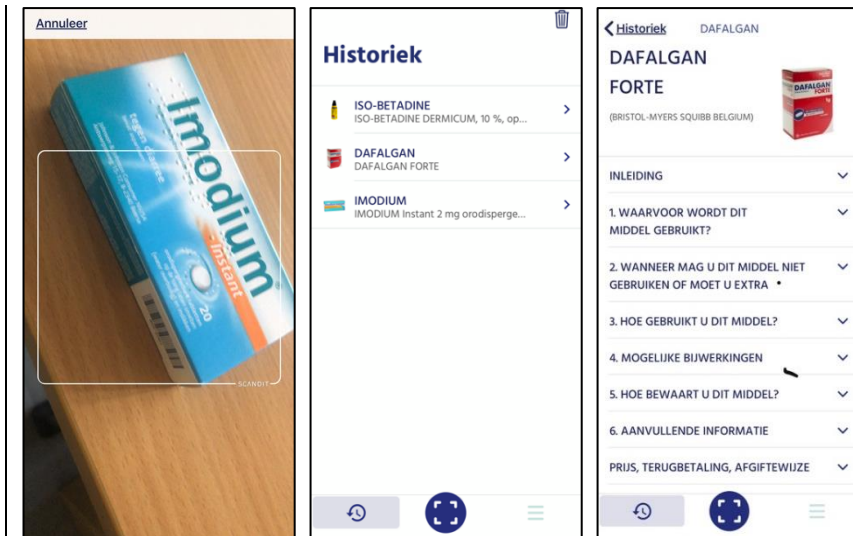 Annuleer
Imodium®
Instant
tegen diarree
20
SCANDIT
Historiek
ISO-BETADINE
ISO-BETADINE DERMICUM, 10 %, op...
DAFALGAN
DAFALGAN FORTE
IMODIUM
IMODIUM Instant 2 mg orodisperge...
Historiek
DAFALGAN
DAFALGAN
FORTE
(BRISTOL-MYERS SQUIBB BELGIUM)
DAFALGAN
FORTE
INLEIDING
1. WAARVOOR WORDT DIT
MIDDEL GEBRUIKT?
2. WANNEER MAG U DIT MIDDEL NIET
GEBRUIKEN OF MOET U EXTRA
3. HOE GEBRUIKT U DIT MIDDEL?
4. MOGELIJKE BIJWERKINGEN
5. HOE BEWAART U DIT MIDDEL?
6. AANVULLENDE INFORMATIE
PRIJS, TERUGBETALING, AFGIFTEWIJZE